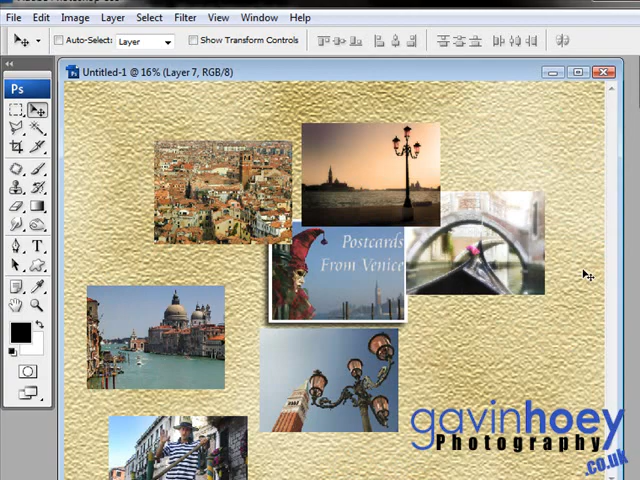 File Edit Image Layer Select Filter View Window Help
Auto-Select: Layer Show Transform Controls
Ps Untitled-1 @ 16% (Layer 7, RGB/8)
Postcards
From Venice
T
gavinhoey
Photography
.co.uk